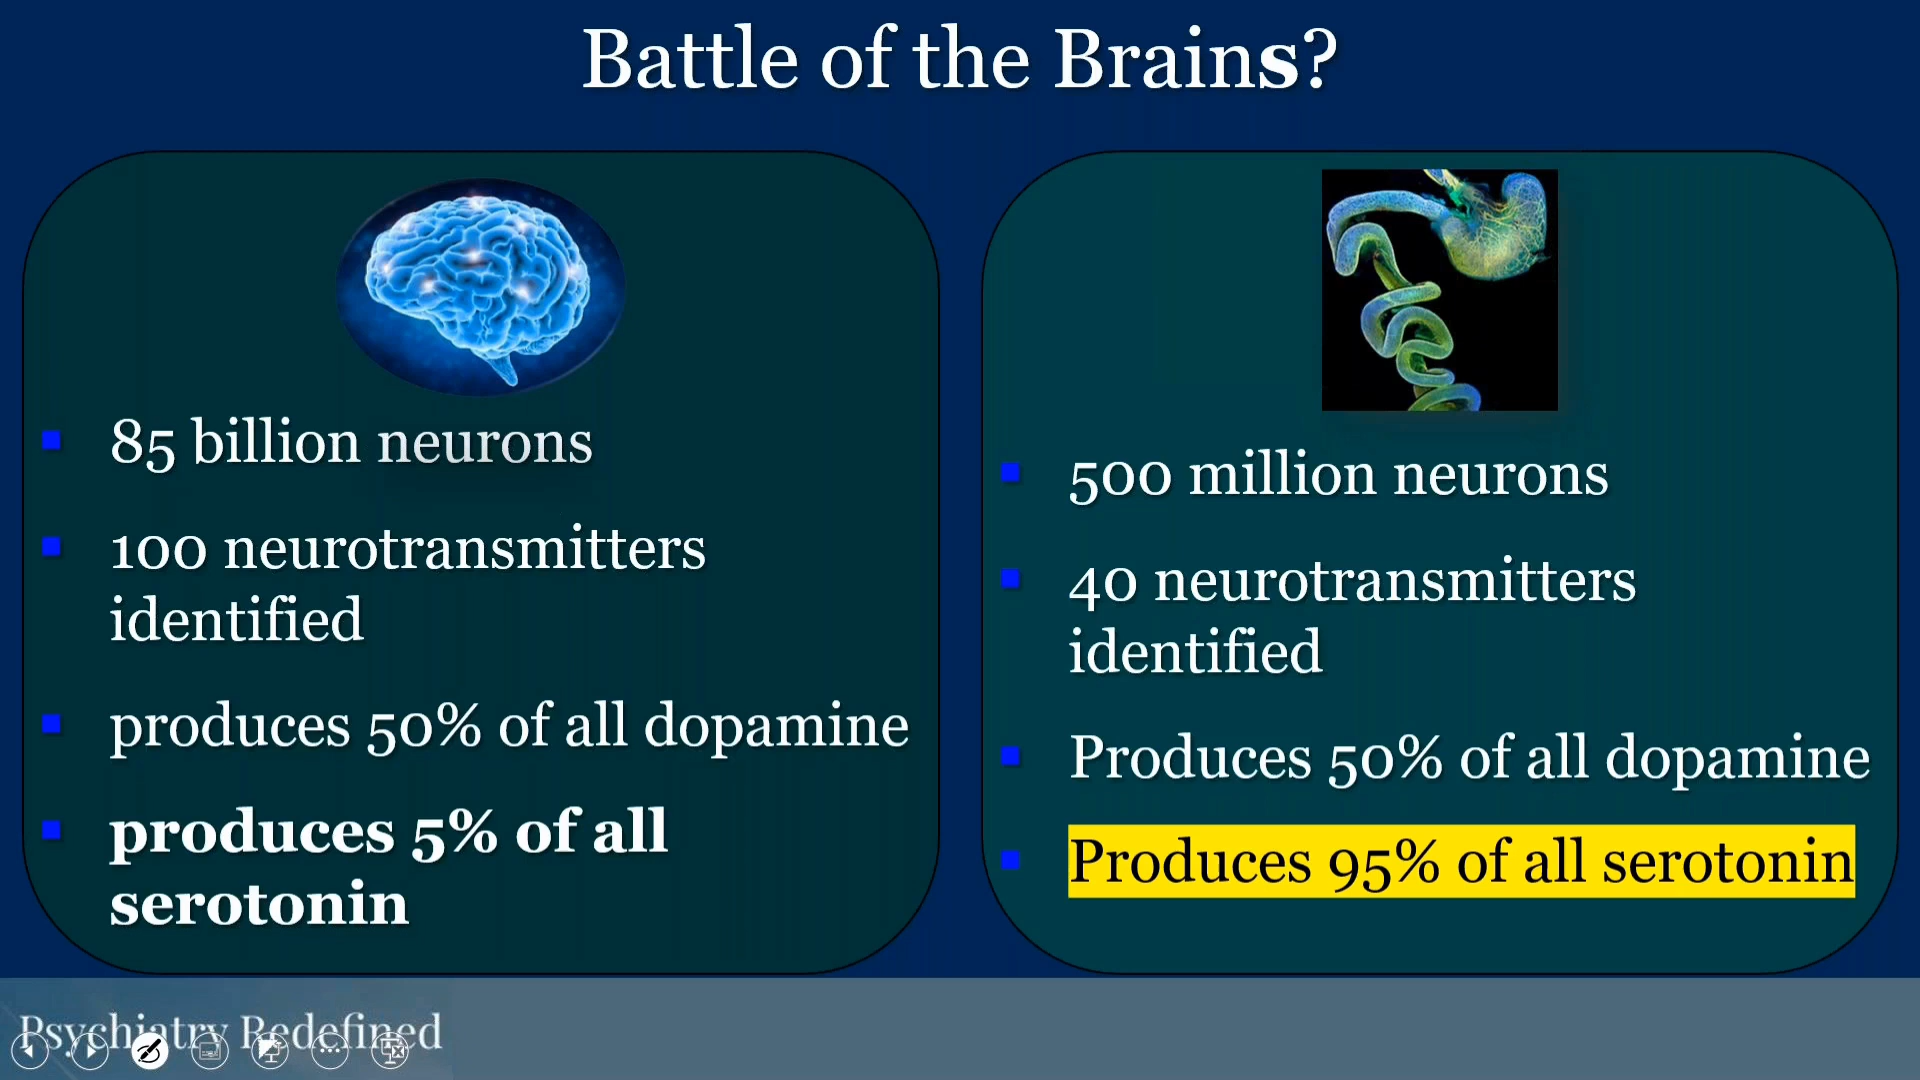 Battle of the Brains?
85 billion neurons
100 neurotransmitters
identified
produces 50% of all dopamine
produces 5% of all
serotonin
500 million neurons
40 neurotransmitters
identified
Produces 50% of all dopamine
Produces 95% of all serotonin
Psychiatry Redefined